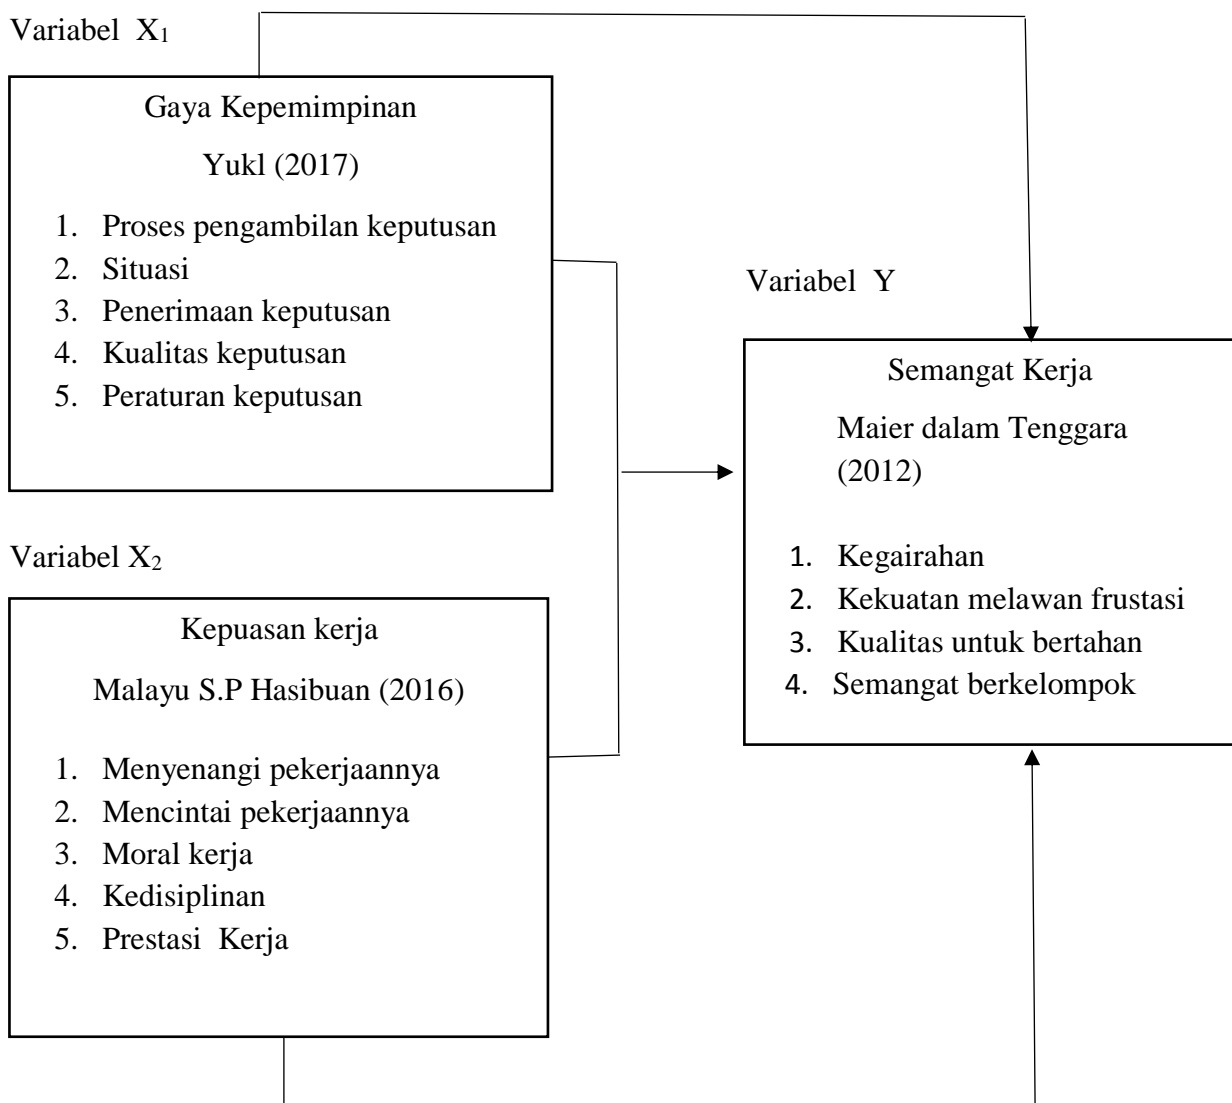 Variabel X₁
Gaya Kepemimpinan
Yukl (2017)
1. Proses pengambilan keputusan
2. Situasi
3. Penerimaan keputusan
4. Kualitas keputusan
5. Peraturan keputusan
Variabel X₂
Kepuasan kerja
Malayu S.P Hasibuan (2016)
1. Menyenangi pekerjaannya
2. Mencintai pekerjaannya
3. Moral kerja
4. Kedisiplinan
5. Prestasi Kerja
Variabel Y
Semangat Kerja
Maier dalam Tenggara
(2012)
1. Kegairahan
2. Kekuatan melawan frustasi
3. Kualitas untuk bertahan
4. Semangat berkelompok